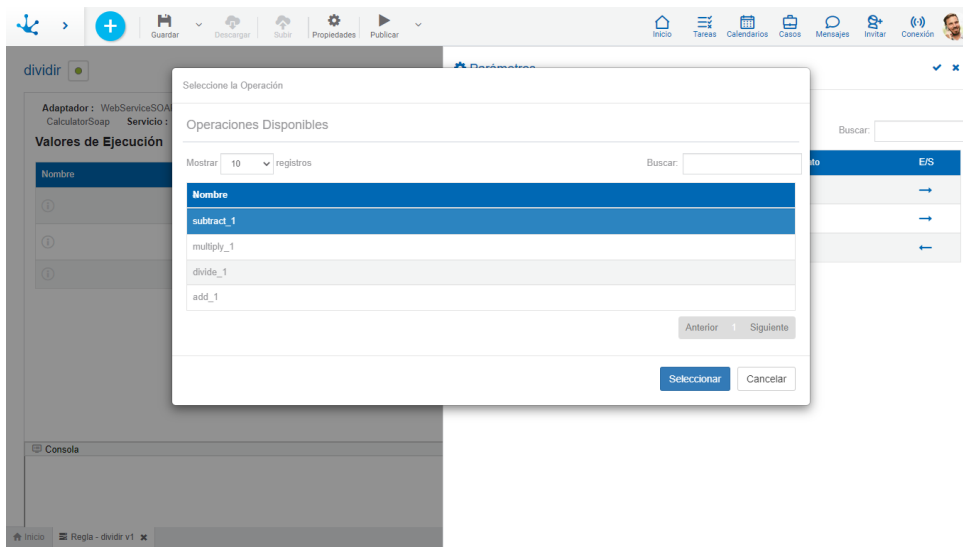 Guardar
Descargar
Subir
Propiedades
Publicar
Inicio
Tareas
Calendarios
Casos
Mensajes
Invitar
Conexión
dividir
Parámetros
Adaptador : WebServiceSOA
CalculatorSoap Servicio :
Valores de Ejecución
Nombre
Buscar:
E/S
Seleccione la Operación
Operaciones Disponibles
Mostrar 10 registros
Buscar:
Nombre
subtract_1
multiply_1
divide_1
add_1
Anterior 1 Siguiente
Seleccionar Cancelar
Consola
Inicio Regla - dividir v1